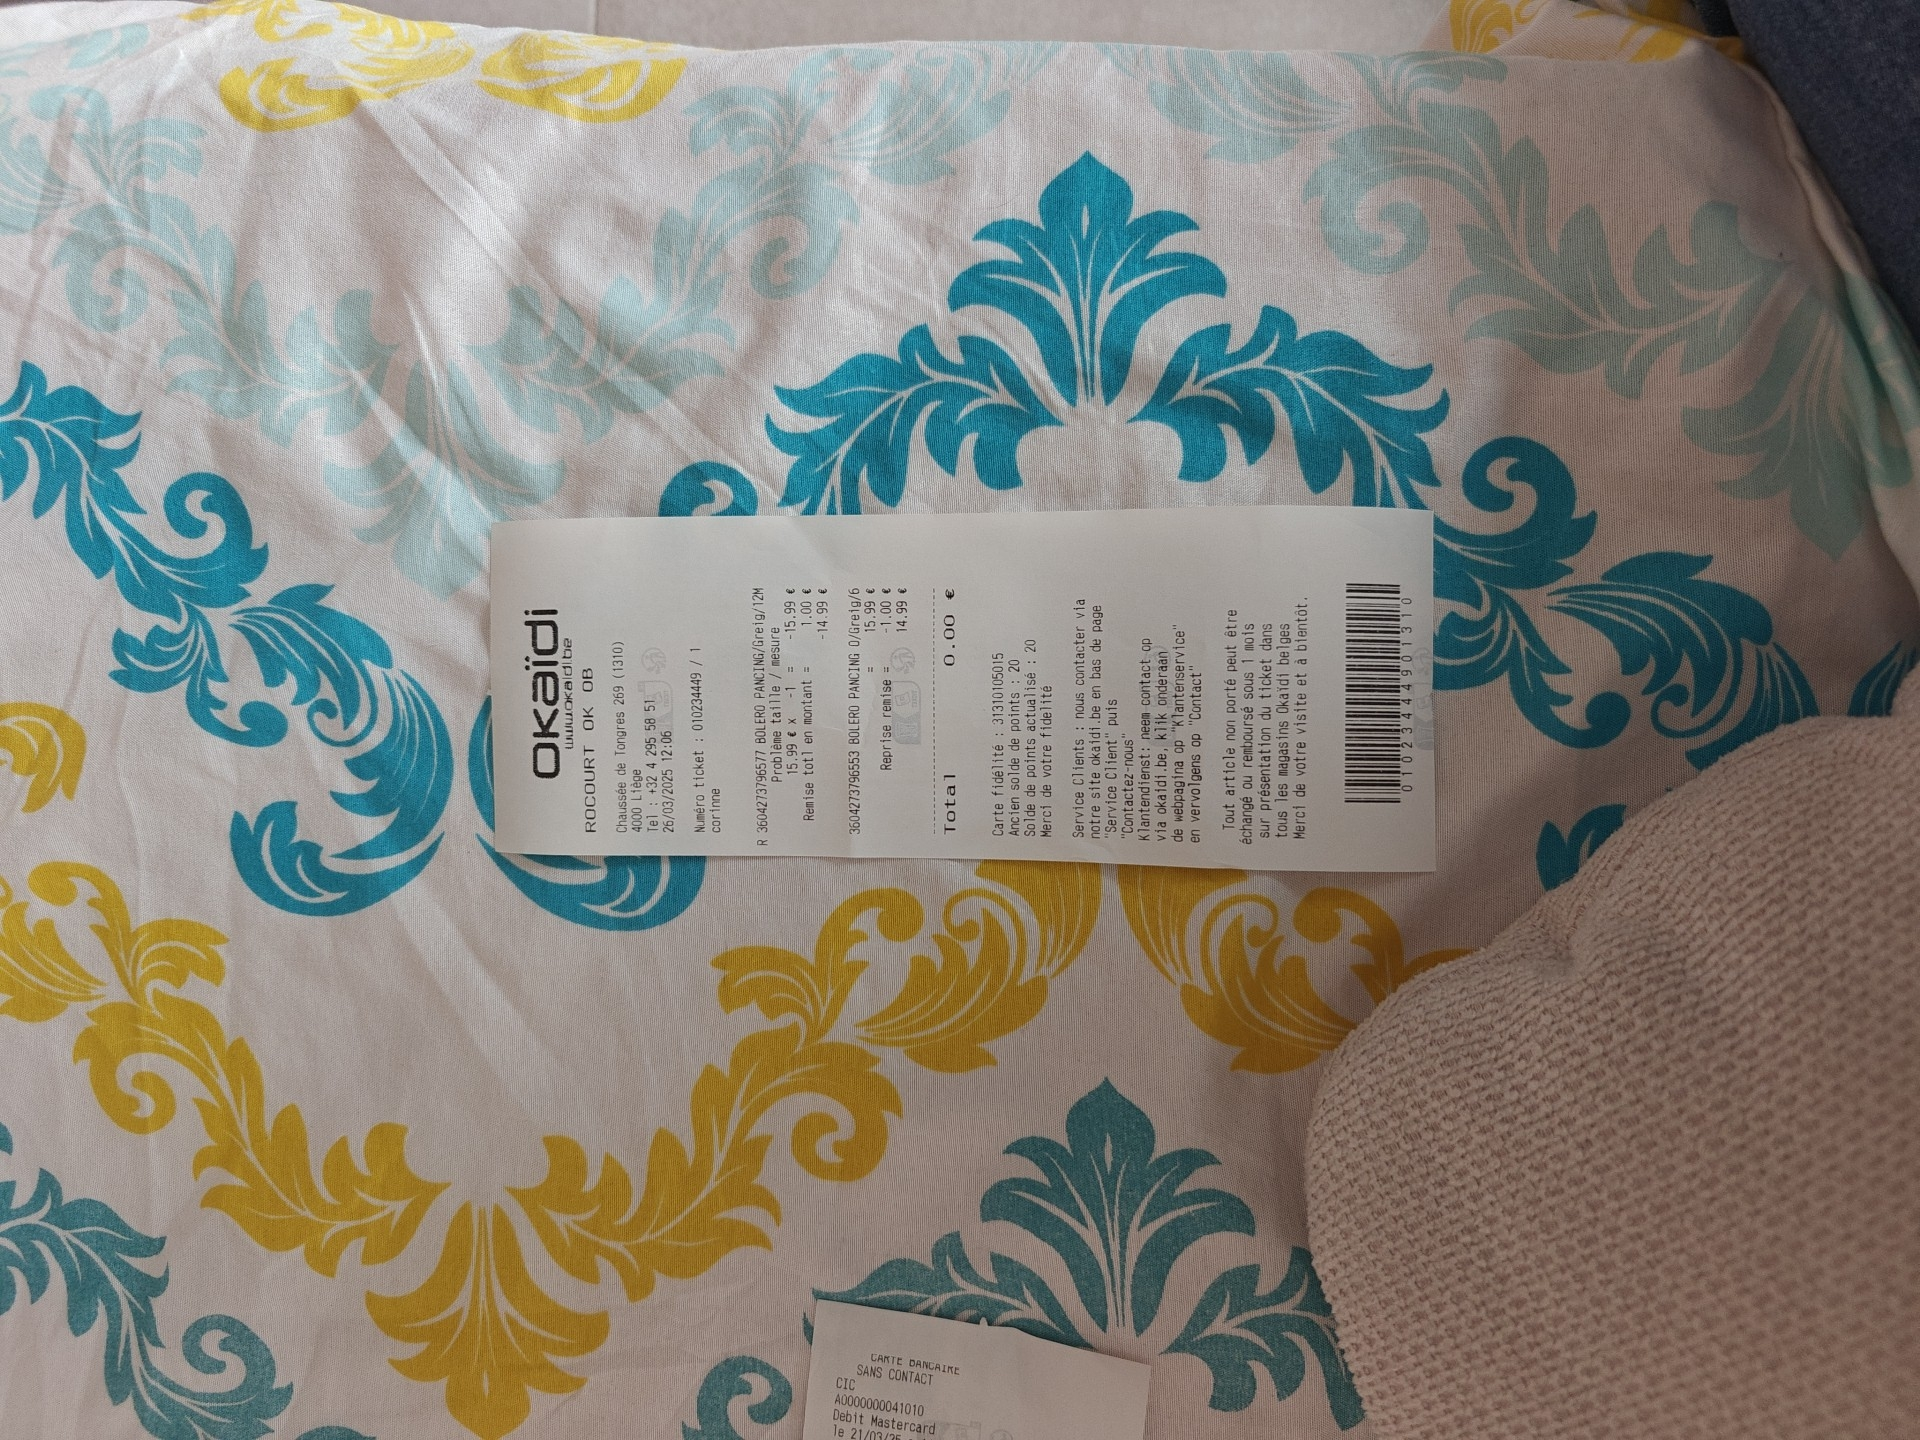 okaïdi
www.okaidi.be
ROCOURT OK OB
Chaussée de Tongres 269 (1310)
4000 Liège
Tel : +32 4 295 58 51
26/03/2025 12:06
Numéro ticket : 010234449 / 1
corinne
R 3604273796577 BOLERO PANCING/Greig/12M
Problème taille / mesure
15.99 € x -1 = -15.99 €
Remise totl en montant = 1.00 €
-14.99 €
3604273796553 BOLERO PANCING O/Greig/6
= 15.99 €
Reprise remise = -1.00 €
14.99 €
Total 0.00 €
Carte fidélité : 3131010105015
Ancien solde de points : 20
Solde de points actualisé : 20
Merci de votre fidelité
Service Clients : nous contacter via
notre site okaidi.be en bas de page
"Service Client" puis
"Contactez-nous"
Klantendienst: neem contact op
via okaidi.be, klik onderaan
de webpagina op "Klantenservice"
en vervolgens op "Contact"
Tout article non porté peut être
échangé ou remboursé sous 1 mois
sur présentation du ticket dans
tous les magasins Okaïdi belges
Merci de votre visite et à bientôt.
01023444901310
CARTE BANCAIRE
SANS CONTACT
CIC
A0000000041010
Debit Mastercard
le 21/03/25